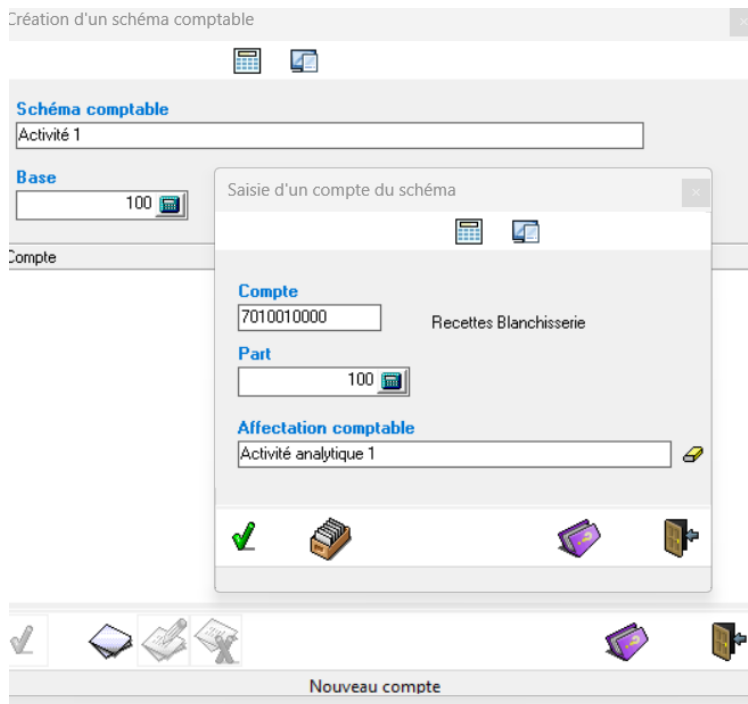 Création d'un schéma comptable
Schéma comptable
Activité 1
Base
100
Compte
Saisie d'un compte du schéma
Compte
7010010000
Recettes Blanchisserie
Part
100
Affectation comptable
Activité analytique 1
Nouveau compte